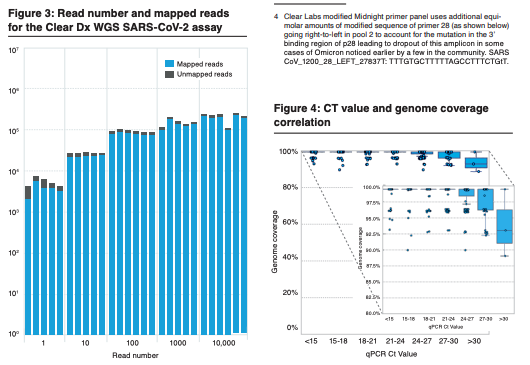 Figure 3: Read number and mapped reads
for the Clear Dx WGS SARS-CoV-2 assay
10⁷
10⁶
10⁵
10⁴
10³
10²
10¹
10⁰
Mapped reads
Unmapped reads
1 10 100 1000 10,000
Read number
4 Clear Labs modified Midnight primer panel uses additional equi-
molar amounts of modified sequence of primer 28 (as shown below)
going right-to-left in pool 2 to account for the mutation in the 3'
binding region of p28 leading to dropout of this amplicon in some
cases of Omicron noticed earlier by a few in the community. SARS
CoV_1200_28_LEFT_27837T: TTTGTGCTTTTTAGCCTTTCTGtT.
Figure 4: CT value and genome coverage
correlation
100%
80%
60%
40%
20%
0%
Genome coverage
<15 15-18 18-21 21-24 24-27 27-30 >30
qPCR Ct Value
100.0%
97.5%
95.0%
92.5%
90.0%
87.5%
85.0%
82.5%
80.0%
Genome coverage
<15 15-18 18-21 21-24 24-27 27-30 >30
qPCR Ct Value